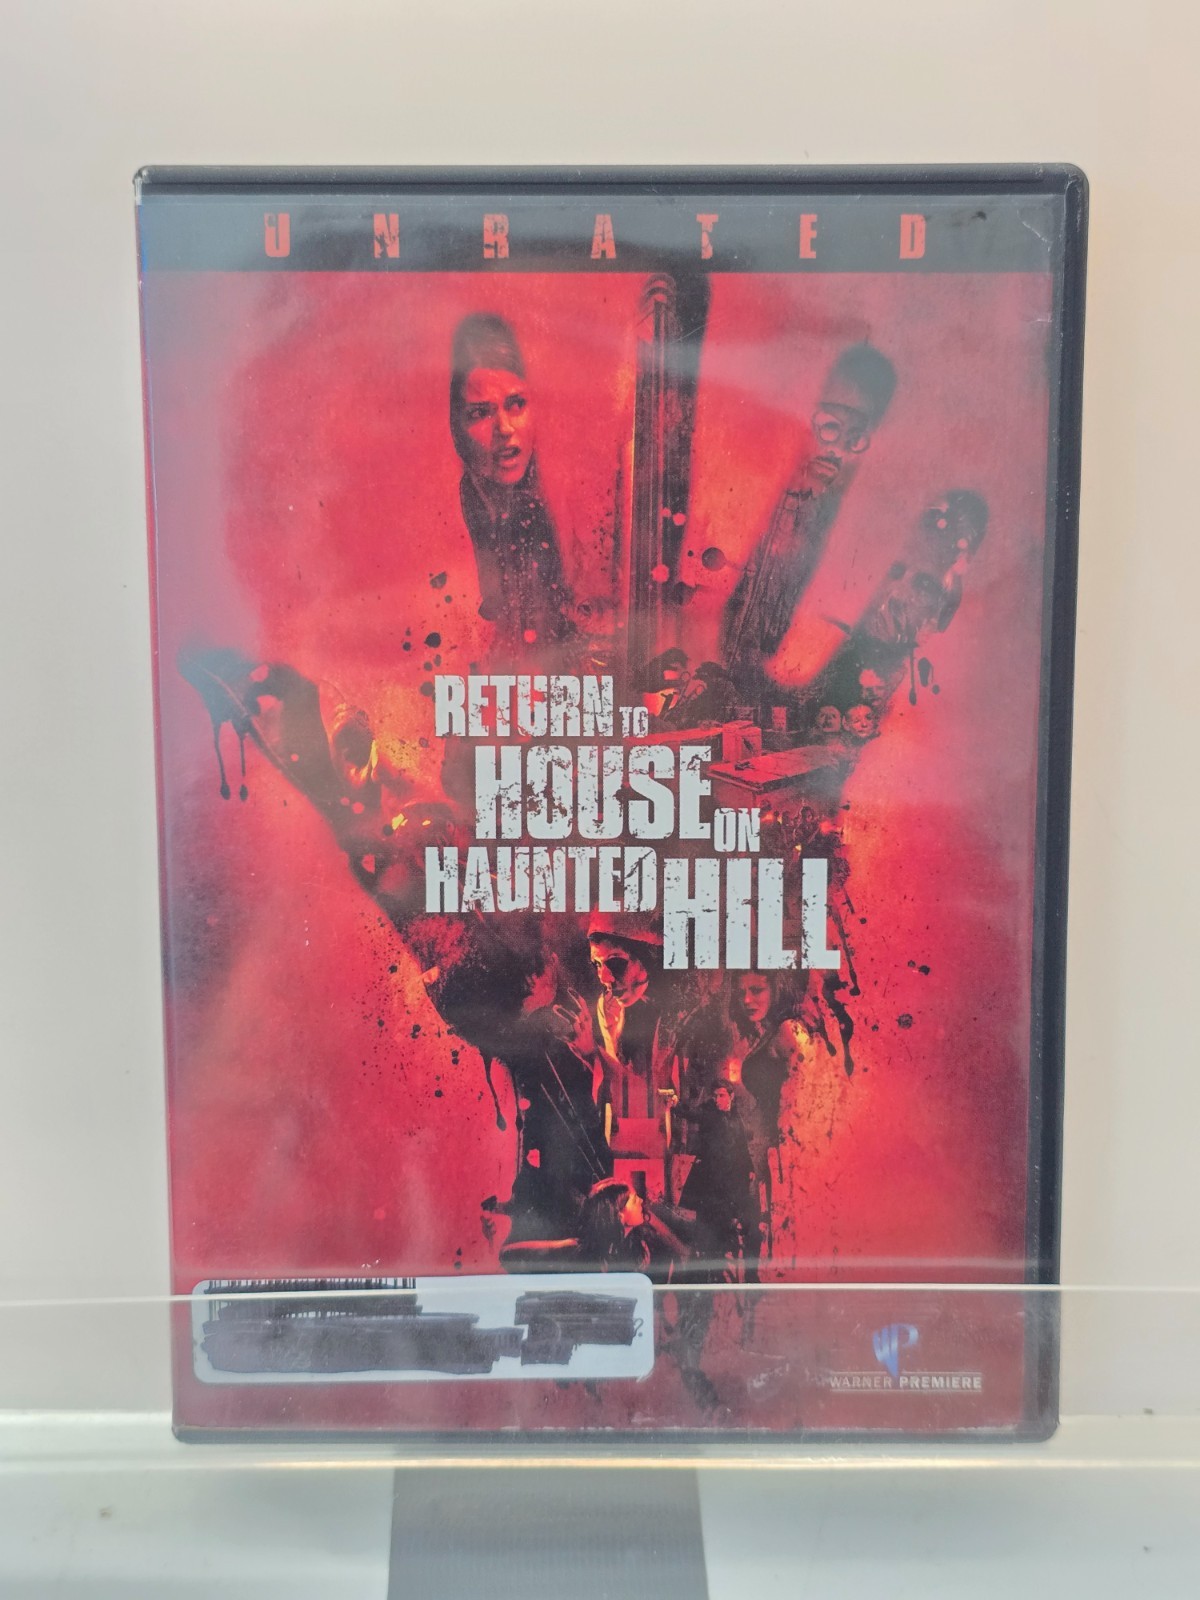 UNRATED
RETURN TO
HOUSE ON
HAUNTED HILL
WARNER PREMIERE